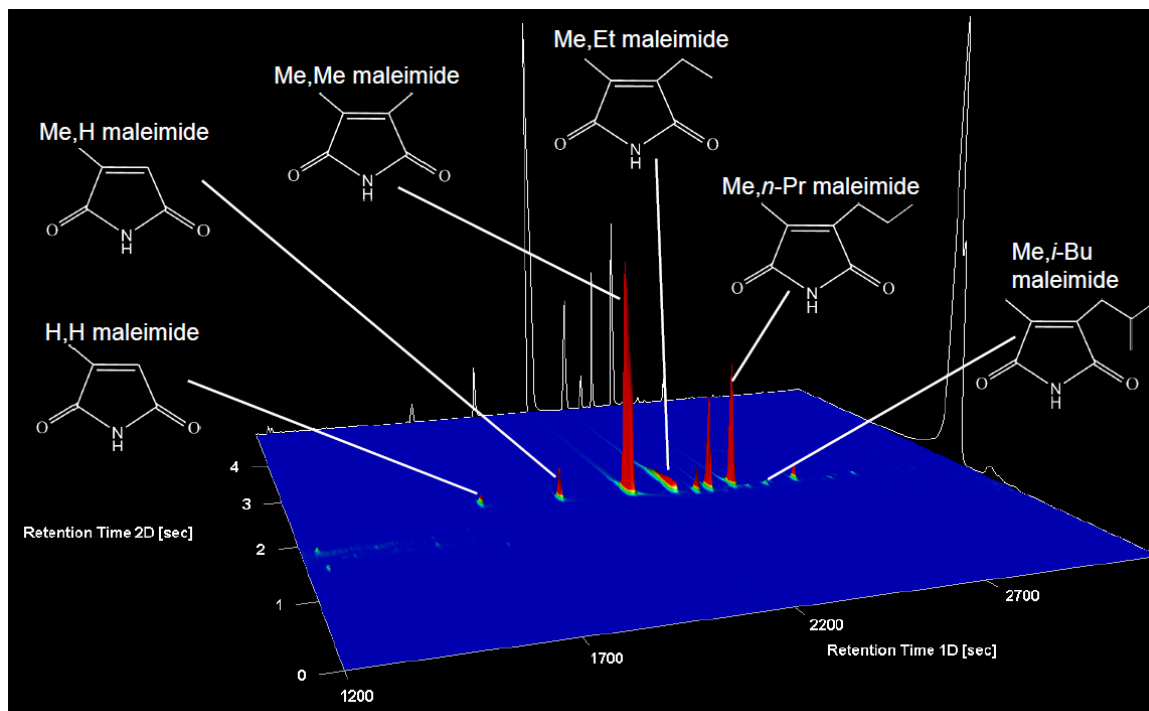 Me,Et maleimide
O
N
H
O
Me,Me maleimide
O
N
H
O
Me,H maleimide
O
N
H
O
Me,n-Pr maleimide
O
N
H
O
Me,i-Bu
maleimide
O
N
H
O
H,H maleimide
O
N
H
O
4
3
Retention Time 2D [sec]
2
1
0
1200
1700
2200
2700
Retention Time 1D [sec]